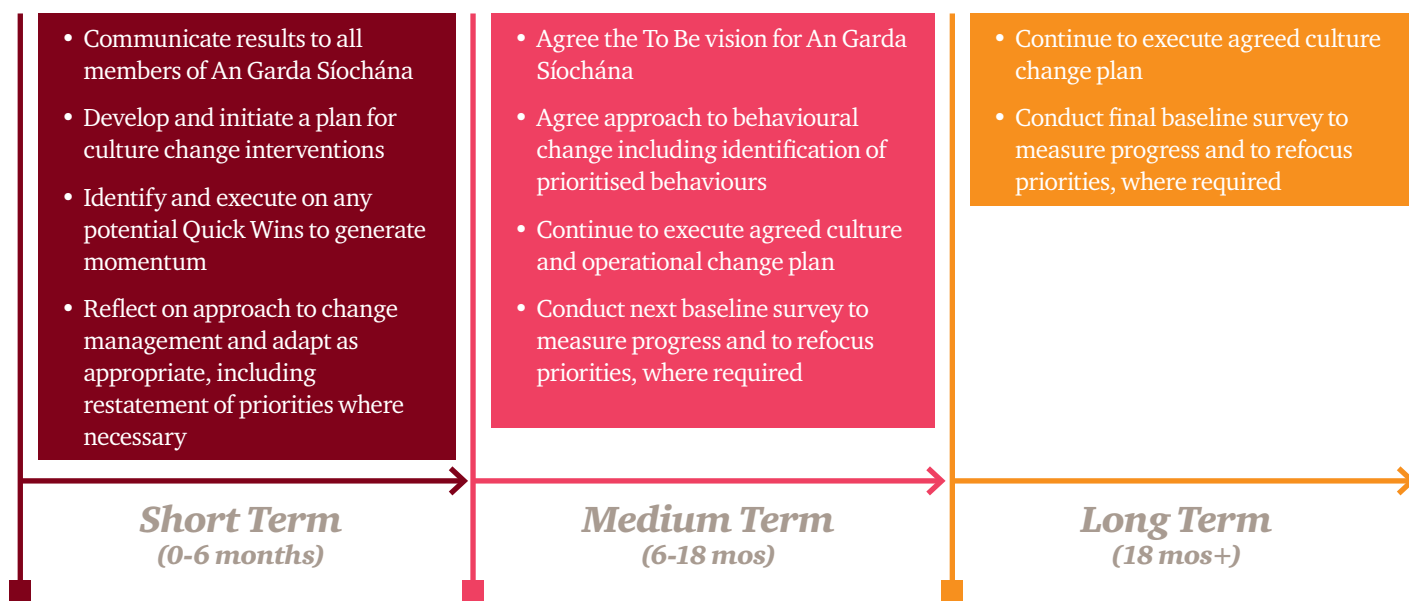 • Communicate results to all
members of An Garda Síochána
• Develop and initiate a plan for
culture change interventions
• Identify and execute on any
potential Quick Wins to generate
momentum
• Reflect on approach to change
management and adapt as
appropriate, including
restatement of priorities where
necessary
• Agree the To Be vision for An Garda
Síochána
• Agree approach to behavioural
change including identification of
prioritised behaviours
• Continue to execute agreed culture
and operational change plan
• Conduct next baseline survey to
measure progress and to refocus
priorities, where required
• Continue to execute agreed culture
change plan
• Conduct final baseline survey to
measure progress and to refocus
priorities, where required
Short Term
(0-6 months)
Medium Term
(6-18 mos)
Long Term
(18 mos+)